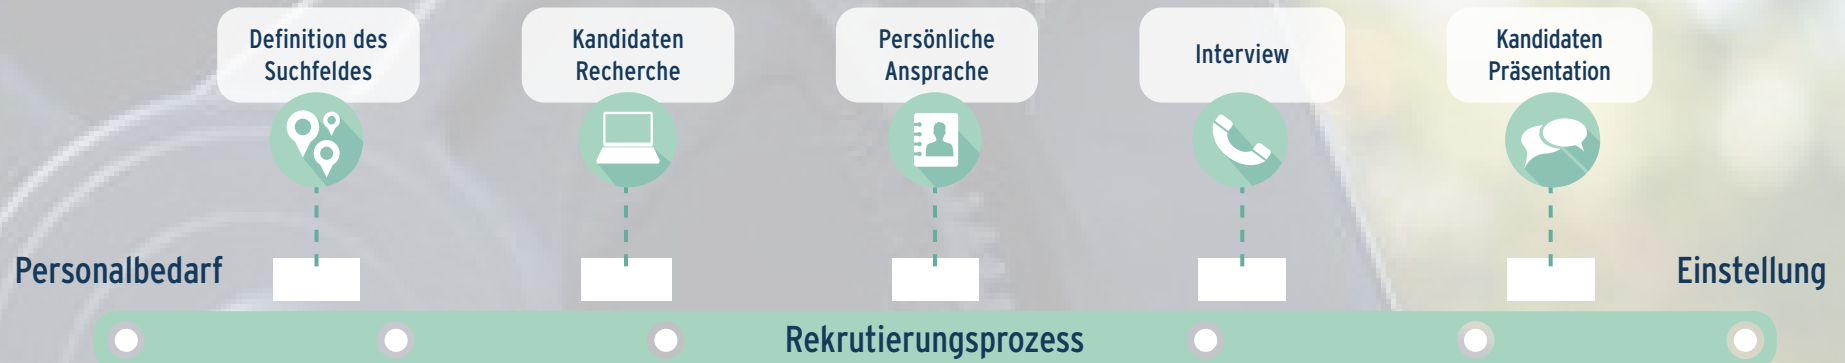 Definition des
Suchfeldes
Kandidaten
Recherche
Persönliche
Ansprache
Interview
Kandidaten
Präsentation
Personalbedarf
Einstellung
Rekrutierungsprozess